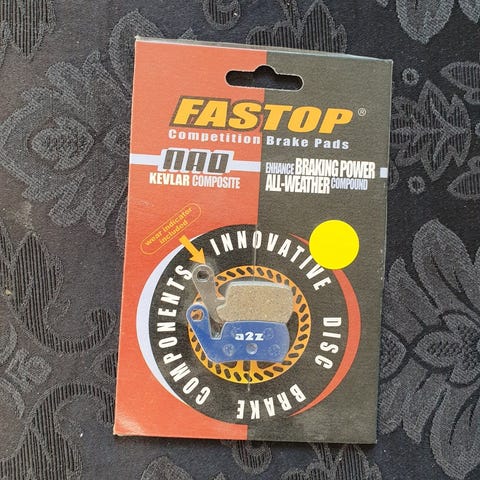 FASTOP®
Competition Brake Pads
nao
KEVLAR COMPOSITE
ENHANCE BRAKING POWER
ALL-WEATHER COMPOUND
wear indicator
included
INNOVATIVE DISC BRAKE COMPONENTS
a2z